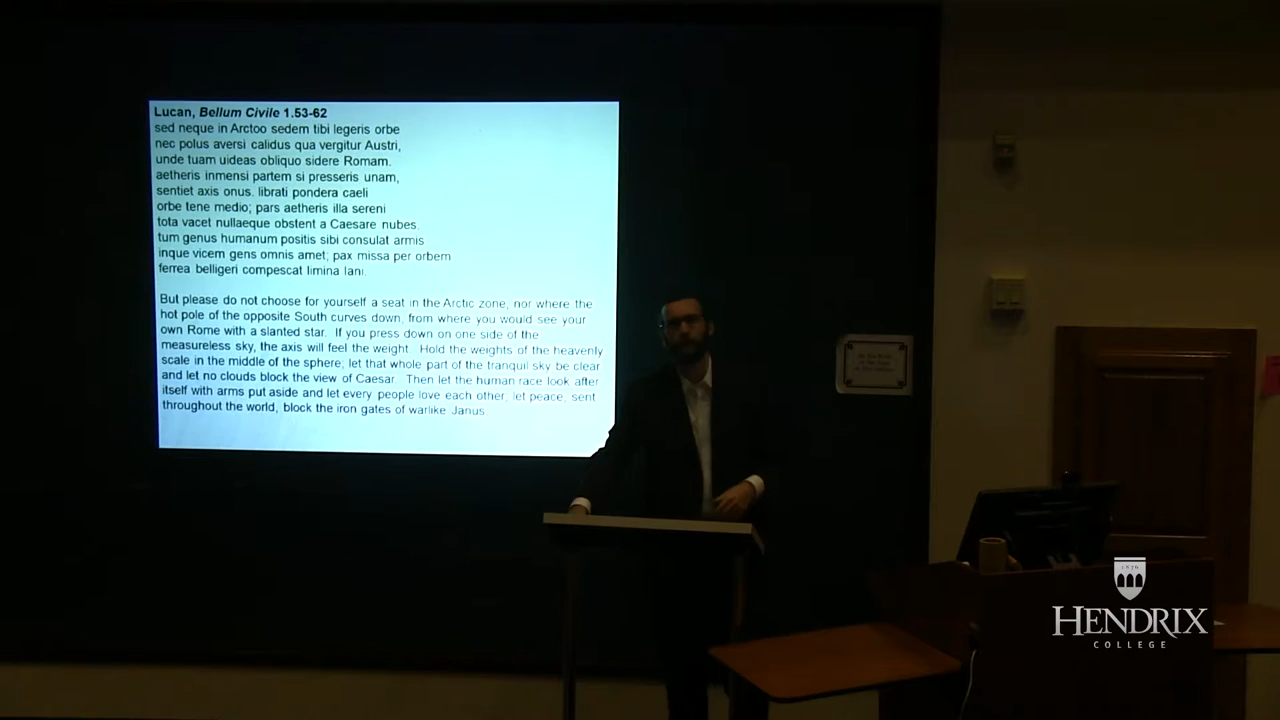 Lucan, Bellum Civile 1.53-62
sed neque in Arctoo sedem tibi legeris orbe
nec polus aversi calidus qua vergitur Austri,
unde tuam uideas obliquo sidere Romam.
aetheris inmensi partem si presseris unam,
sentiet axis onus. librati pondera caeli
orbe tene medio; pars aetheris illa sereni
tota vacet nullaeque obstent a Caesare nubes.
tum genus humanum positis sibi consulat armis
inque vicem gens omnis amet; pax missa per orbem
ferrea belligeri compescat limina Iani.
But please do not choose for yourself a seat in the Arctic zone, nor where the
hot pole of the opposite South curves down, from where you would see your
own Rome with a slanted star. If you press down on one side of the
measureless sky, the axis will feel the weight. Hold the weights of the heavenly
scale in the middle of the sphere; let that whole part of the tranquil sky be clear
and let no clouds block the view of Caesar. Then let the human race look after
itself with arms put aside and let every people love each other; let peace, sent
throughout the world, block the iron gates of warlike Janus.
1876
HENDRIX
COLLEGE